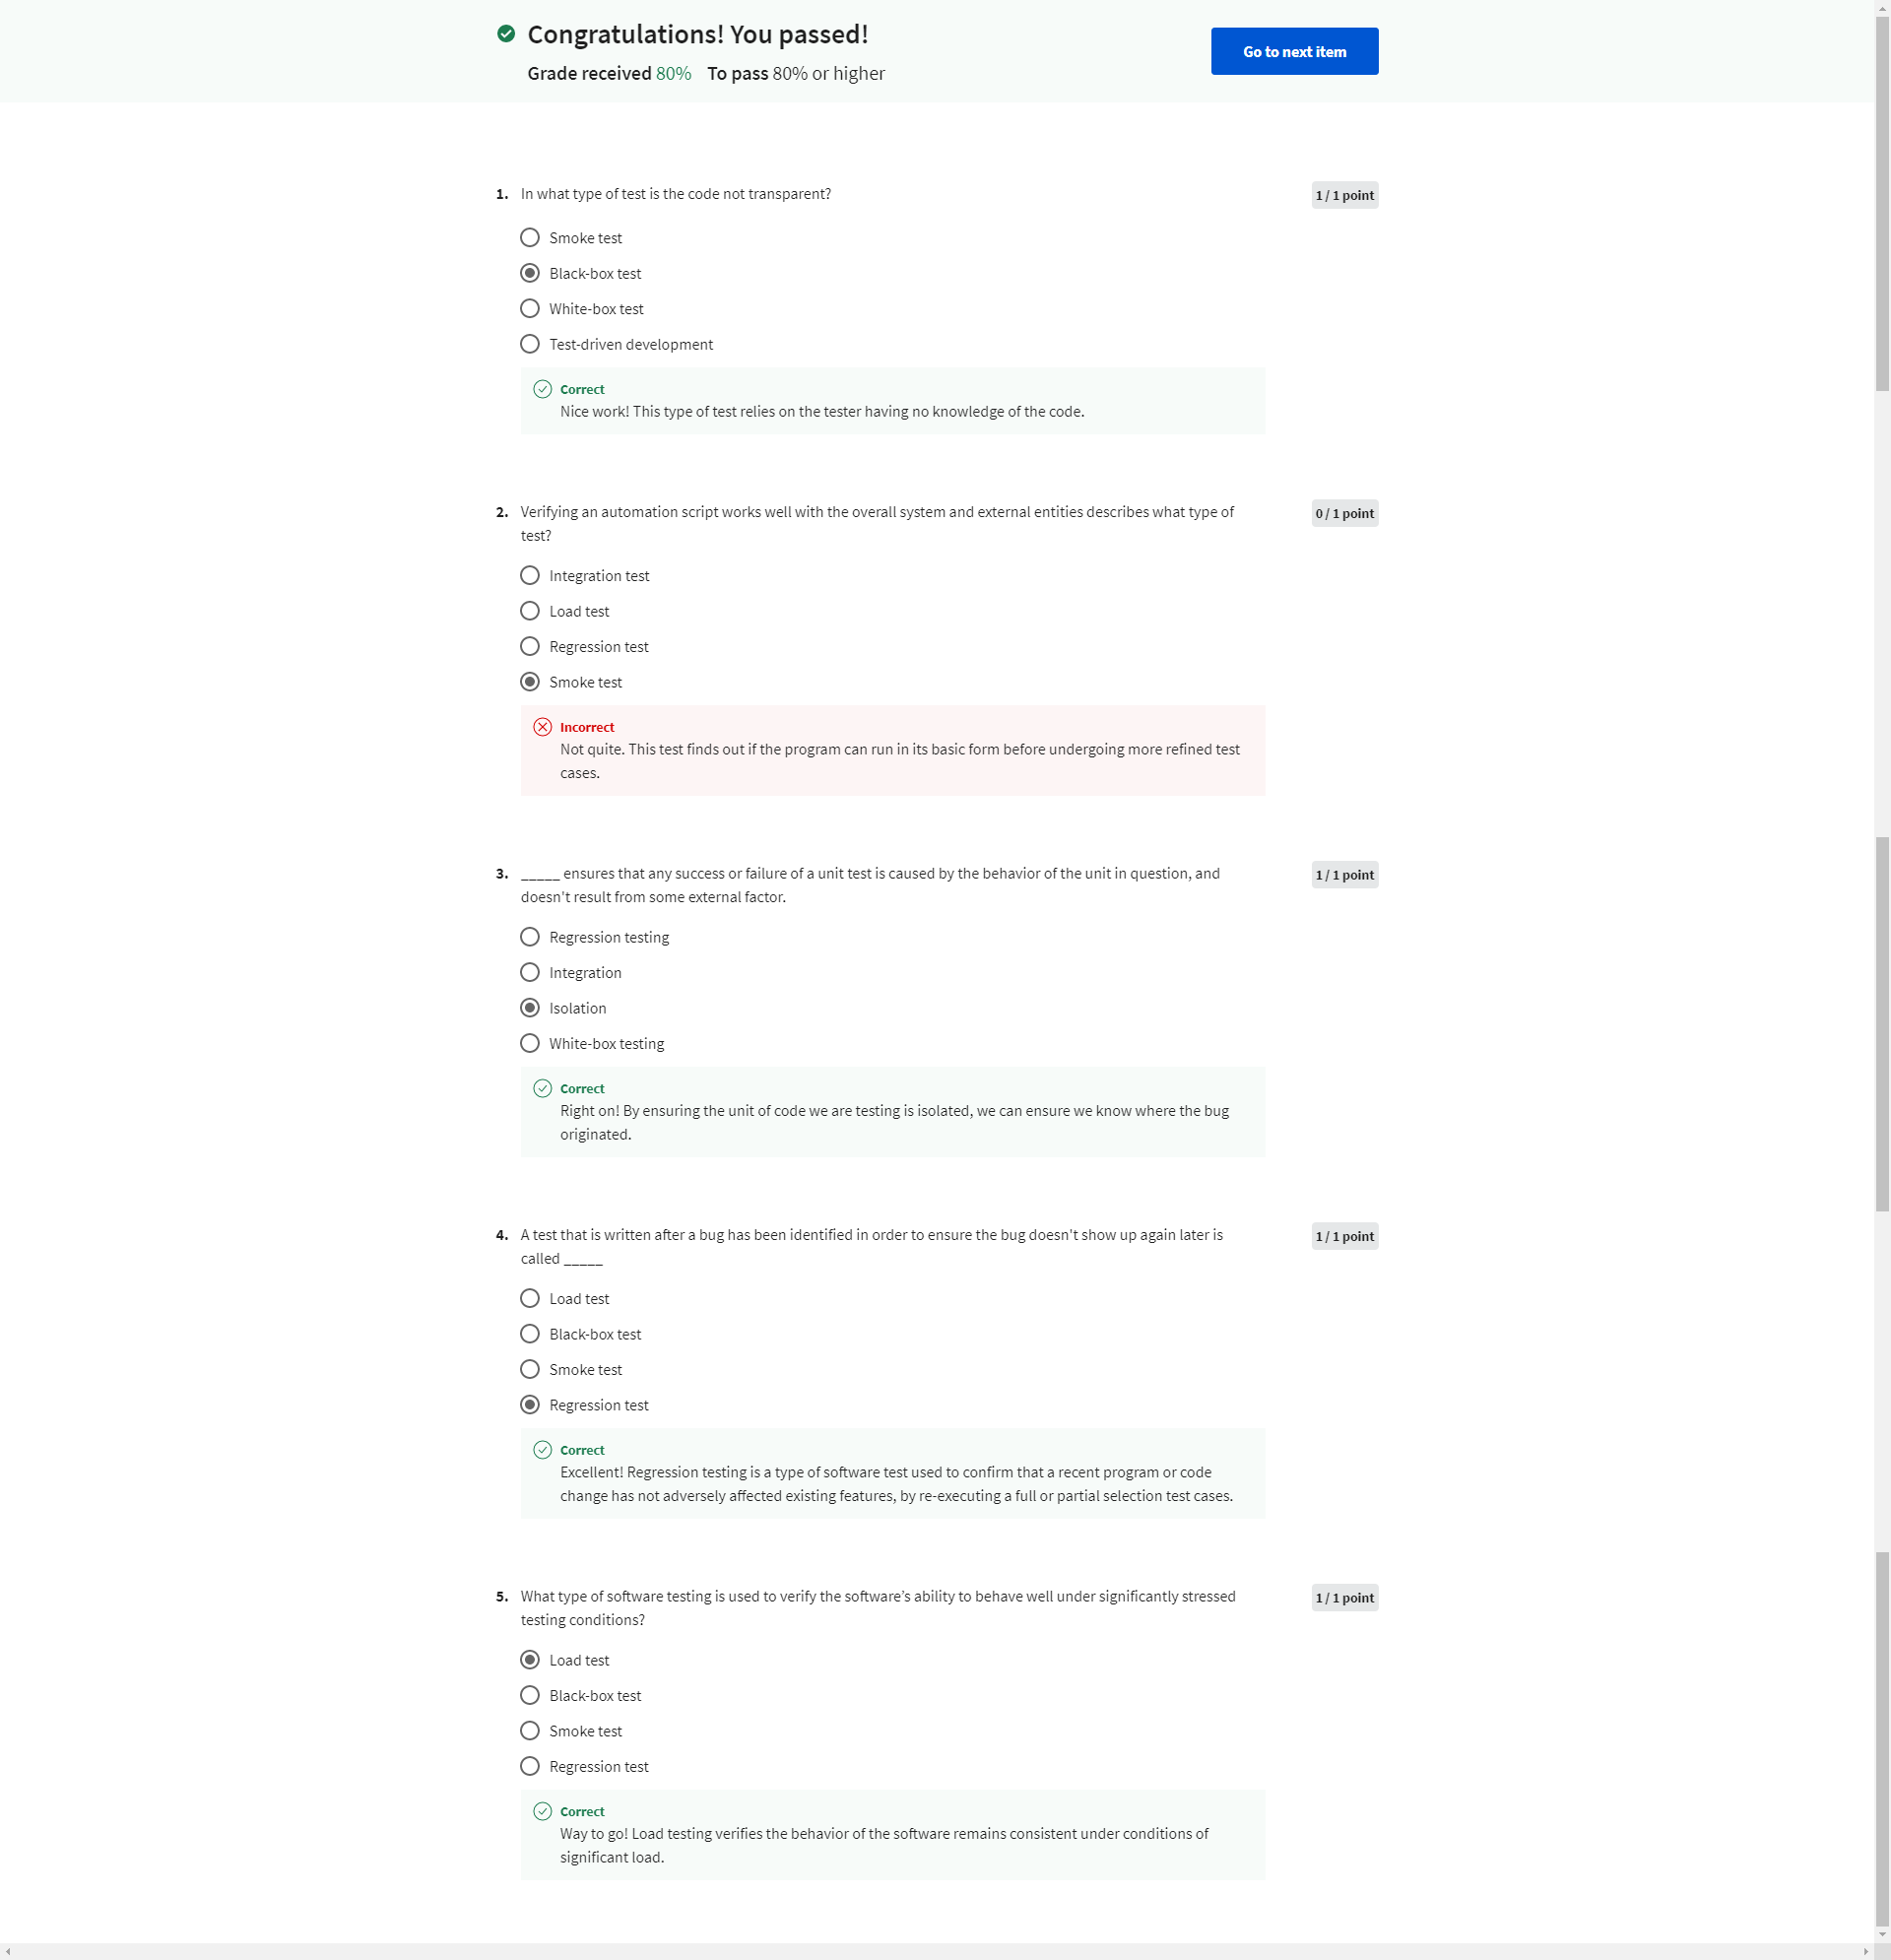 Congratulations! You passed!
Grade received 80% To pass 80% or higher
Go to next item
1. In what type of test is the code not transparent?
1 / 1 point
Smoke test
Black-box test
White-box test
Test-driven development
Correct
Nice work! This type of test relies on the tester having no knowledge of the code.
2. Verifying an automation script works well with the overall system and external entities describes what type of
test?
0 / 1 point
Integration test
Load test
Regression test
Smoke test
Incorrect
Not quite. This test finds out if the program can run in its basic form before undergoing more refined test
cases.
3. _____ ensures that any success or failure of a unit test is caused by the behavior of the unit in question, and
doesn't result from some external factor.
1 / 1 point
Regression testing
Integration
Isolation
White-box testing
Correct
Right on! By ensuring the unit of code we are testing is isolated, we can ensure we know where the bug
originated.
4. A test that is written after a bug has been identified in order to ensure the bug doesn't show up again later is
called _____
1 / 1 point
Load test
Black-box test
Smoke test
Regression test
Correct
Excellent! Regression testing is a type of software test used to confirm that a recent program or code
change has not adversely affected existing features, by re-executing a full or partial selection test cases.
5. What type of software testing is used to verify the software’s ability to behave well under significantly stressed
testing conditions?
1 / 1 point
Load test
Black-box test
Smoke test
Regression test
Correct
Way to go! Load testing verifies the behavior of the software remains consistent under conditions of
significant load.